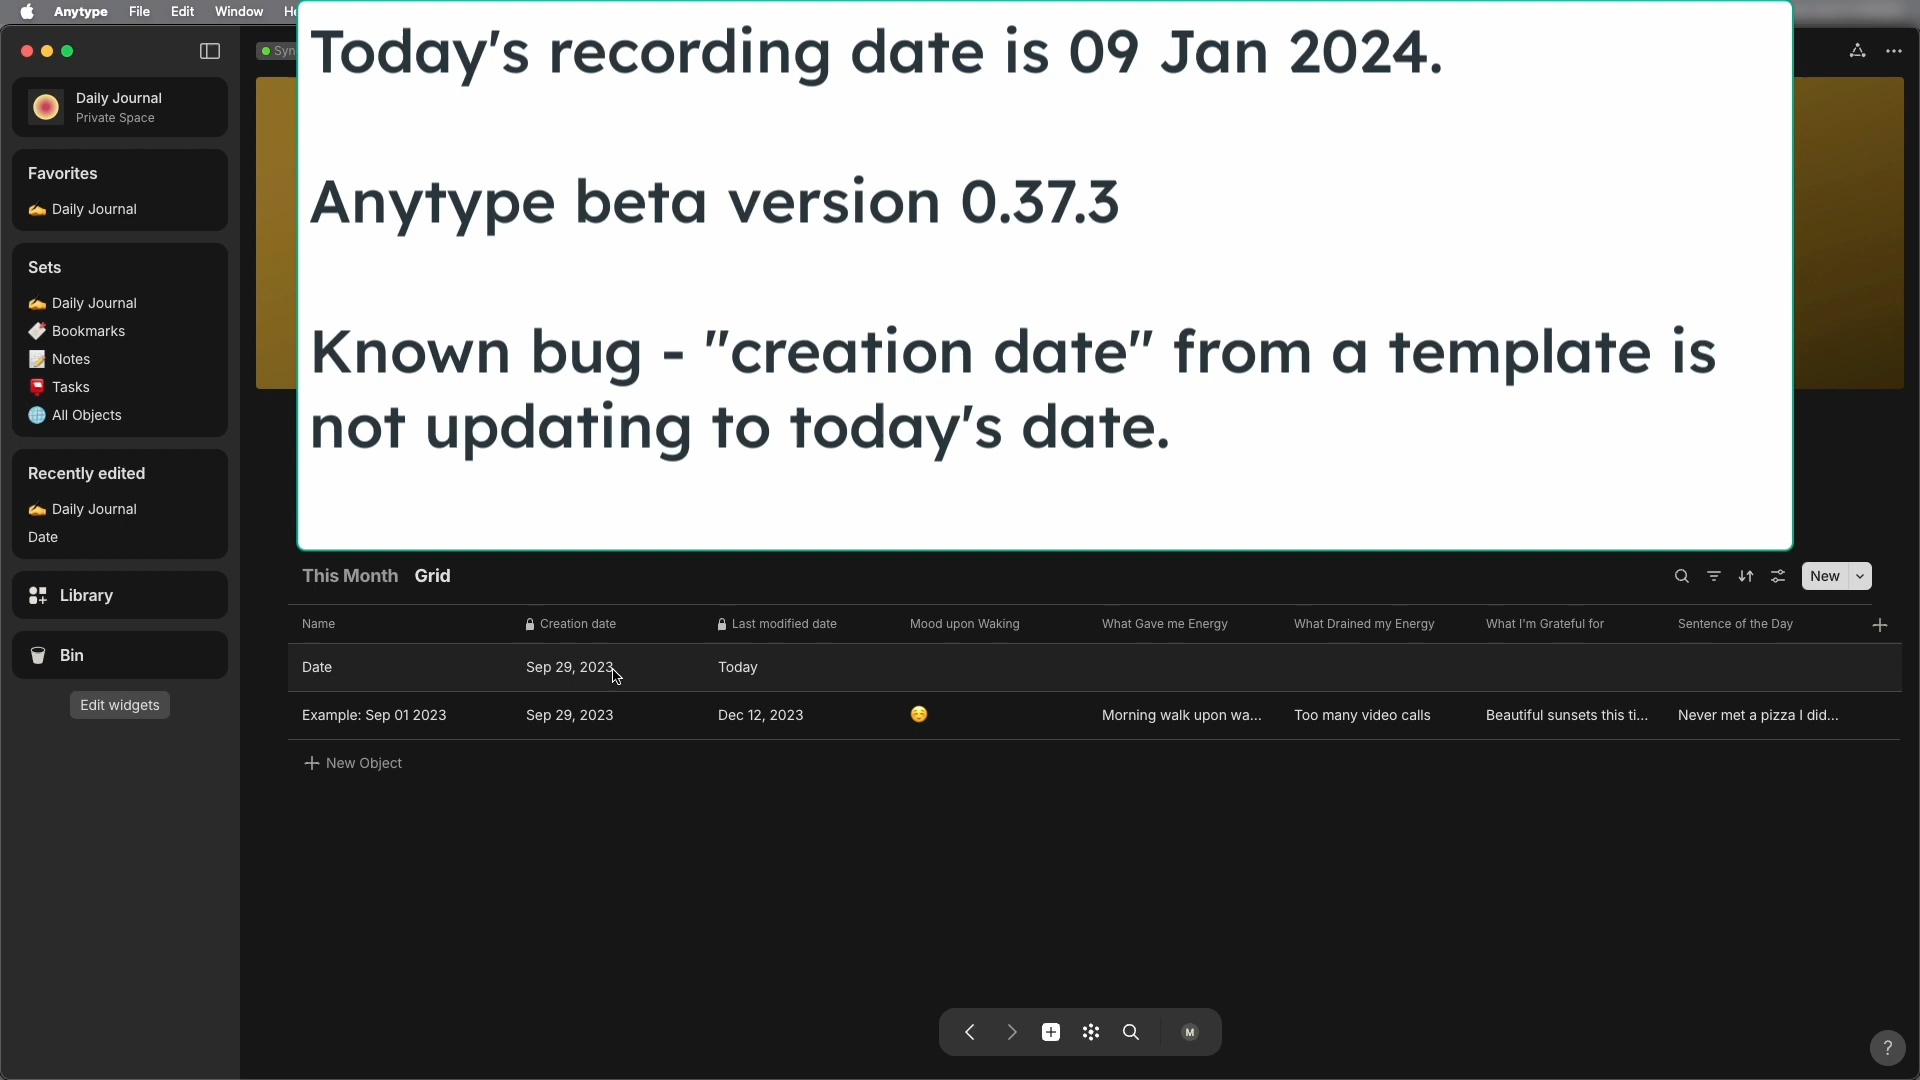 Anytype File Edit Window
Today's recording date is 09 Jan 2024.
Anytype beta version 0.37.3
Known bug - "creation date" from a template is
not updating to today's date.
Daily Journal
Private Space
Favorites
Daily Journal
Sets
Daily Journal
Bookmarks
Notes
Tasks
All Objects
Recently edited
Daily Journal
Date
Library
Bin
Edit widgets
This Month Grid
New
Name Creation date Last modified date Mood upon Waking What Gave me Energy What Drained my Energy What I'm Grateful for Sentence of the Day
Date Sep 29, 2023 Today
Example: Sep 01 2023 Sep 29, 2023 Dec 12, 2023 Morning walk upon wa... Too many video calls Beautiful sunsets this ti... Never met a pizza I did...
New Object
M
?